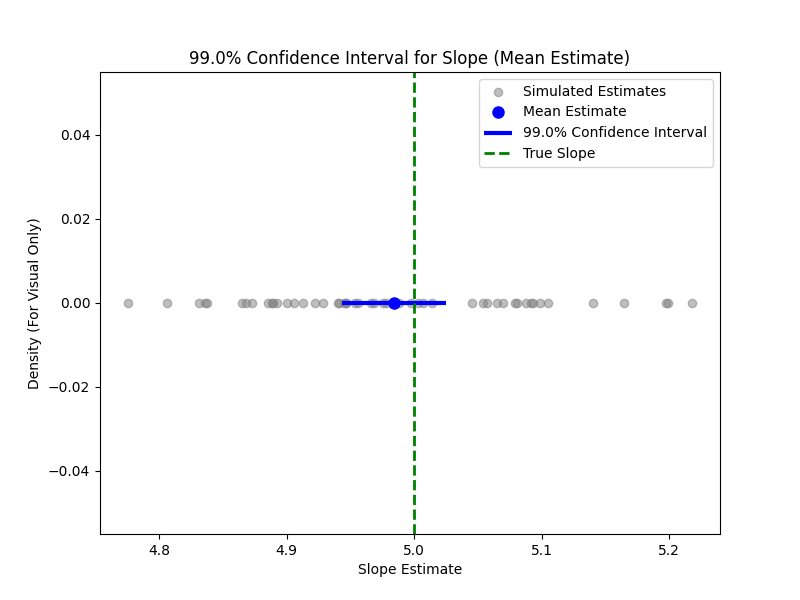 99.0% Confidence Interval for Slope (Mean Estimate)
Simulated Estimates
Mean Estimate
99.0% Confidence Interval
True Slope
Density (For Visual Only)
0.04
0.02
0.00
−0.02
−0.04
4.8
4.9
5.0
5.1
5.2
Slope Estimate